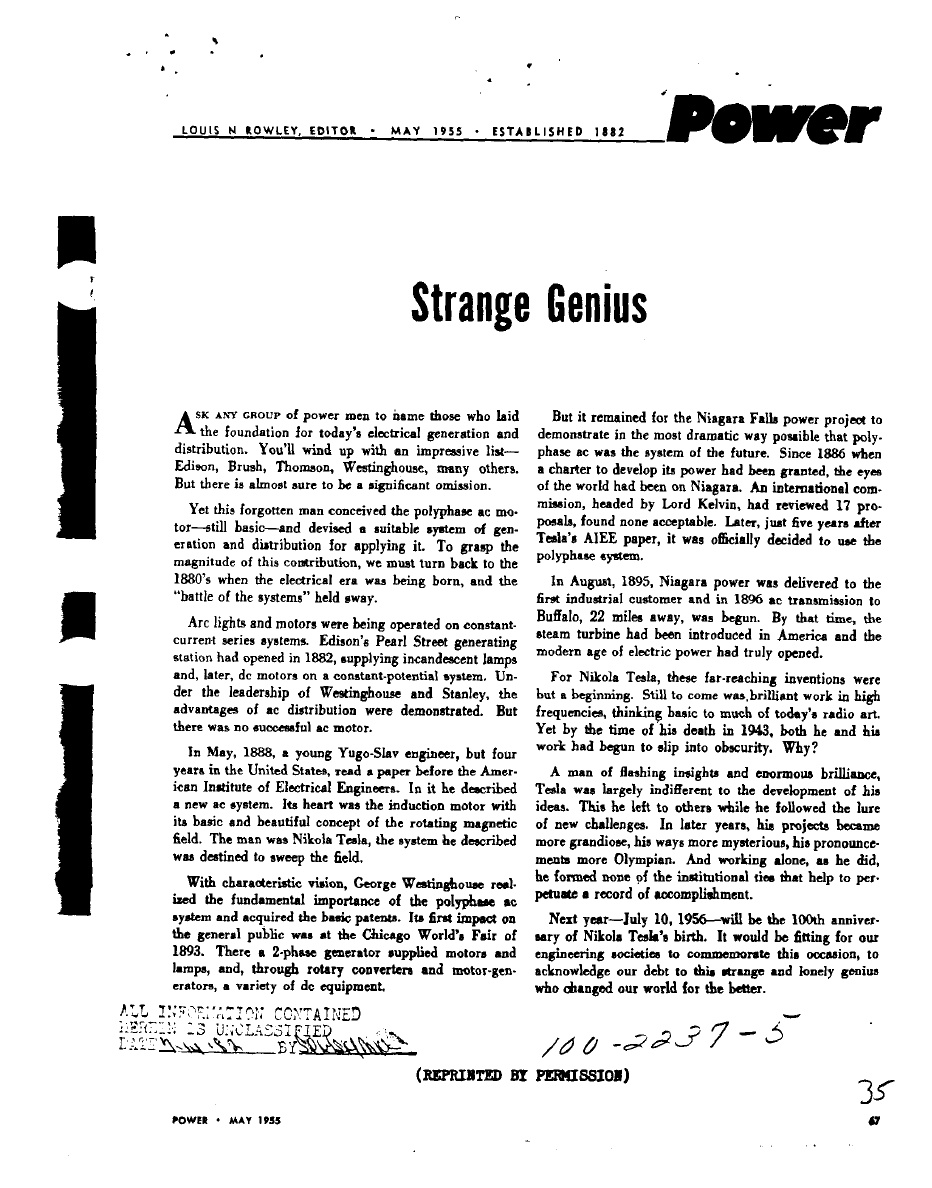 LOUIS N ROWLEY, EDITOR • MAY 1955 • ESTABLISHED 1882
Power
Strange Genius
ASK ANY GROUP of power men to name those who laid
the foundation for today's electrical generation and
distribution. You'll wind up with an impressive list—
Edison, Brush, Thomson, Westinghouse, many others.
But there is almost sure to be a significant omission.
Yet this forgotten man conceived the polyphase ac mo-
tor—still basic—and devised a suitable system of gen-
eration and distribution for applying it. To grasp the
magnitude of this contribution, we must turn back to the
1880's when the electrical era was being born, and the
"battle of the systems" held sway.
Arc lights and motors were being operated on constant-
current series systems. Edison's Pearl Street generating
station had opened in 1882, supplying incandescent lamps
and, later, dc motors on a constant-potential system. Un-
der the leadership of Westinghouse and Stanley, the
advantages of ac distribution were demonstrated. But
there was no successful ac motor.
In May, 1888, a young Yugo-Slav engineer, but four
years in the United States, read a paper before the Amer-
ican Institute of Electrical Engineers. In it he described
a new ac system. Its heart was the induction motor with
its basic and beautiful concept of the rotating magnetic
field. The man was Nikola Tesla, the system he described
was destined to sweep the field.
With characteristic vision, George Westinghouse real-
ized the fundamental importance of the polyphase ac
system and acquired the basic patents. Its first impact on
the general public was at the Chicago World's Fair of
1893. There a 2-phase generator supplied motors and
lamps, and, through rotary converters and motor-gen-
erators, a variety of dc equipment.
But it remained for the Niagara Falls power project to
demonstrate in the most dramatic way possible that poly-
phase ac was the system of the future. Since 1886 when
a charter to develop its power had been granted, the eyes
of the world had been on Niagara. An international com-
mission, headed by Lord Kelvin, had reviewed 17 pro-
posals, found none acceptable. Later, just five years after
Tesla's AIEE paper, it was officially decided to use the
polyphase system.
In August, 1895, Niagara power was delivered to the
first industrial customer and in 1896 ac transmission to
Buffalo, 22 miles away, was begun. By that time, the
steam turbine had been introduced in America and the
modern age of electric power had truly opened.
For Nikola Tesla, these far-reaching inventions were
but a beginning. Still to come was brilliant work in high
frequencies, thinking basic to much of today's radio art.
Yet by the time of his death in 1943, both he and his
work had begun to slip into obscurity. Why?
A man of flashing insights and enormous brilliance,
Tesla was largely indifferent to the development of his
ideas. This he left to others while he followed the lure
of new challenges. In later years, his projects became
more grandiose, his ways more mysterious, his pronounce-
ments more Olympian. And working alone, as he did,
he formed none of the institutional ties that help to per-
petuate a record of accomplishment.
Next year—July 10, 1956—will be the 100th anniver-
sary of Nikola Tesla's birth. It would be fitting for our
engineering societies to commemorate this occasion, to
acknowledge our debt to this strange and lonely genius
who changed our world for the better.
ALL INFORMATION CONTAINED
HEREIN IS UNCLASSIFIED
DATE BY
100-2237-5
(REPRINTED BY PERMISSION)
35
POWER • MAY 1955
67